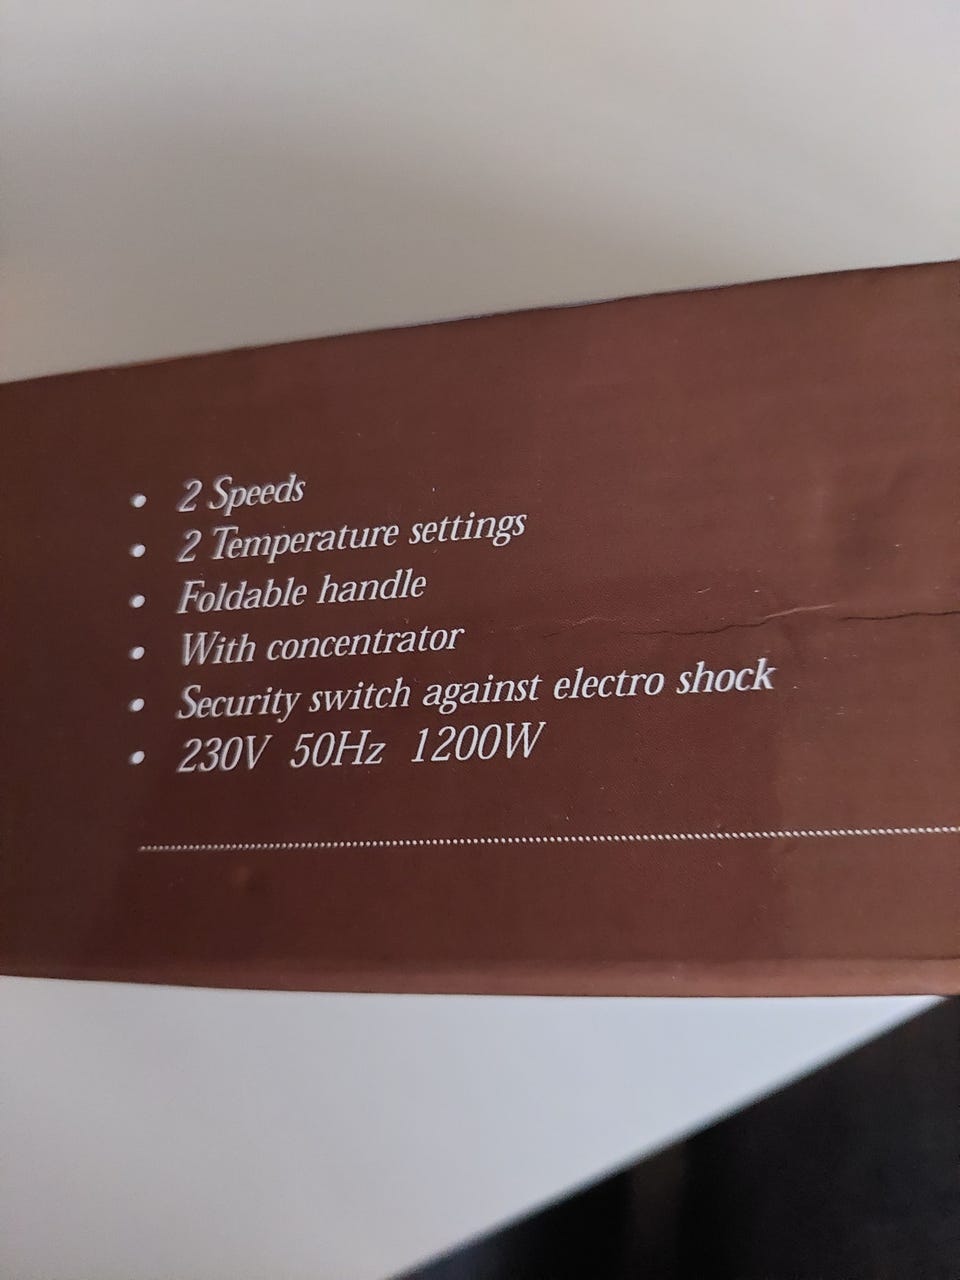 • 2 Speeds
• 2 Temperature settings
• Foldable handle
• With concentrator
• Security switch against electro shock
• 230V 50Hz 1200W